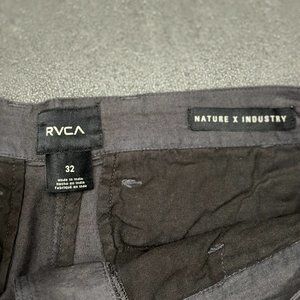 RVCA
NATURE X INDUSTRY
32
Made in India
Hecho en India
Fabriqué en Inde